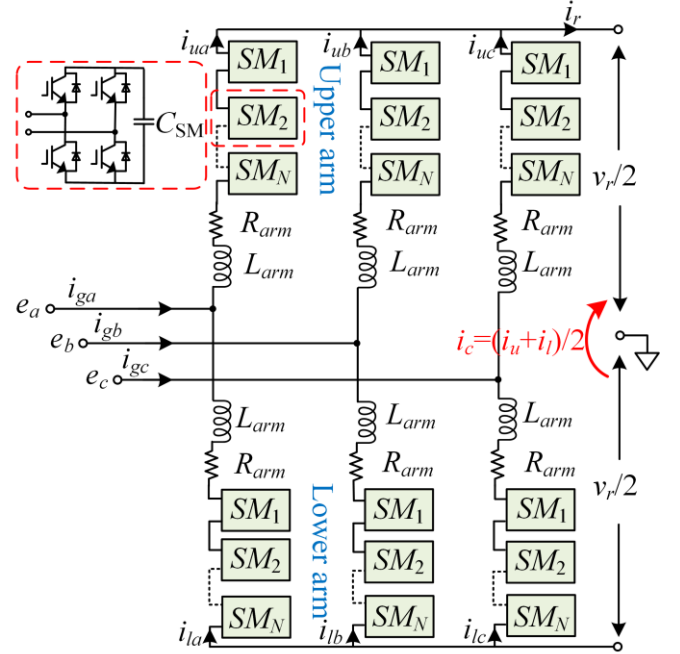 i_r
i_ua
i_ub
i_uc
SM_1 SM_1 SM_1
C_SM
SM_2 SM_2 SM_2
Upper arm
SM_N SM_N SM_N
v_r/2
R_arm R_arm R_arm
L_arm L_arm L_arm
e_a i_ga
e_b i_gb
i_c=(i_u+i_l)/2
e_c i_gc
L_arm L_arm L_arm
R_arm R_arm R_arm
v_r/2
Lower arm
SM_1 SM_1 SM_1
SM_2 SM_2 SM_2
SM_N SM_N SM_N
i_la i_lb i_lc